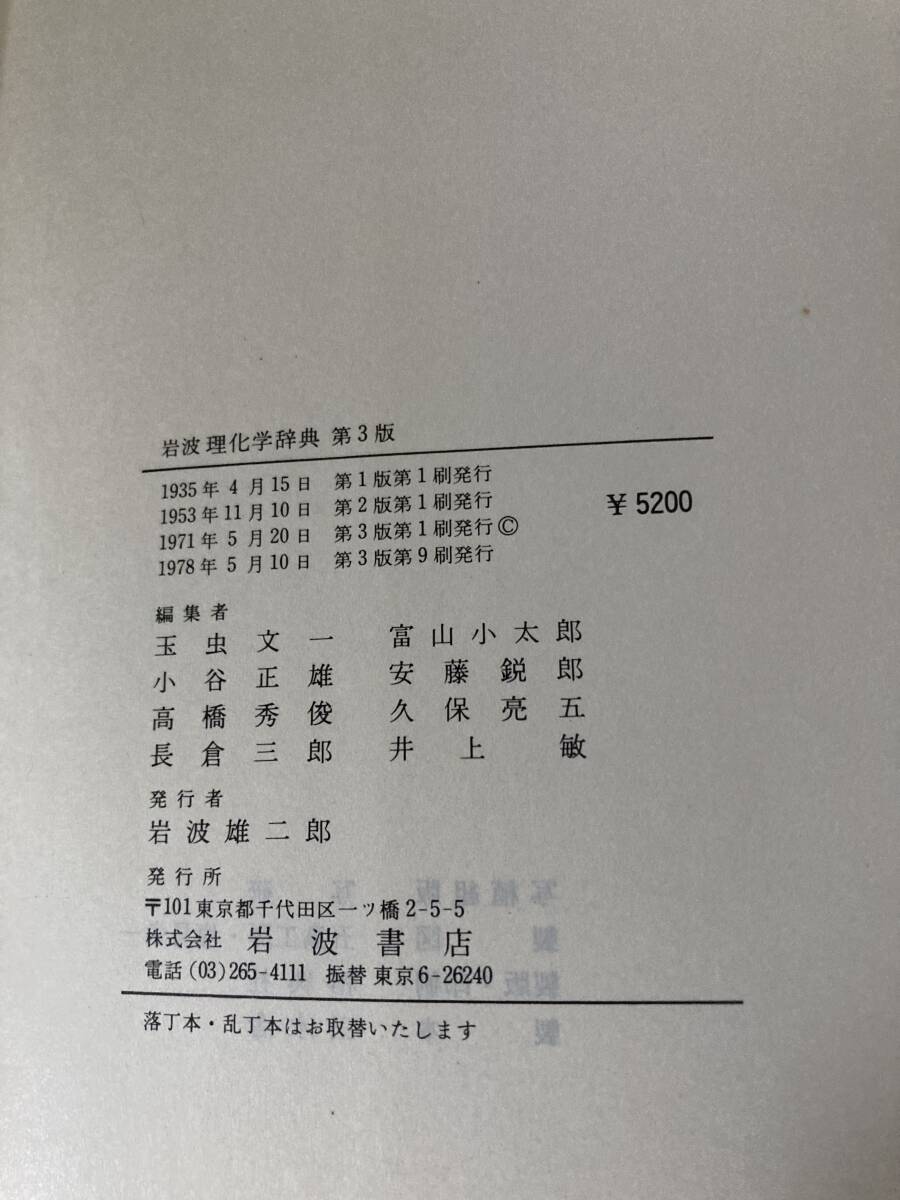 岩波 理化学辞典 第3版
1935年 4月15日 第1版第1刷発行
1953年11月10日 第2版第1刷発行
1971年 5月20日 第3版第1刷発行©
1978年 5月10日 第3版第9刷発行
¥5200
編集者
玉虫文一 富山小太郎
小谷正雄 安藤鋭郎
高橋秀俊 久保亮五
長倉三郎 井上敏
発行者
岩波雄二郎
発行所
〒101 東京都千代田区一ッ橋2-5-5
株式会社 岩波書店
電話 (03) 265-4111 振替 東京6-26240
落丁本・乱丁本はお取替いたします